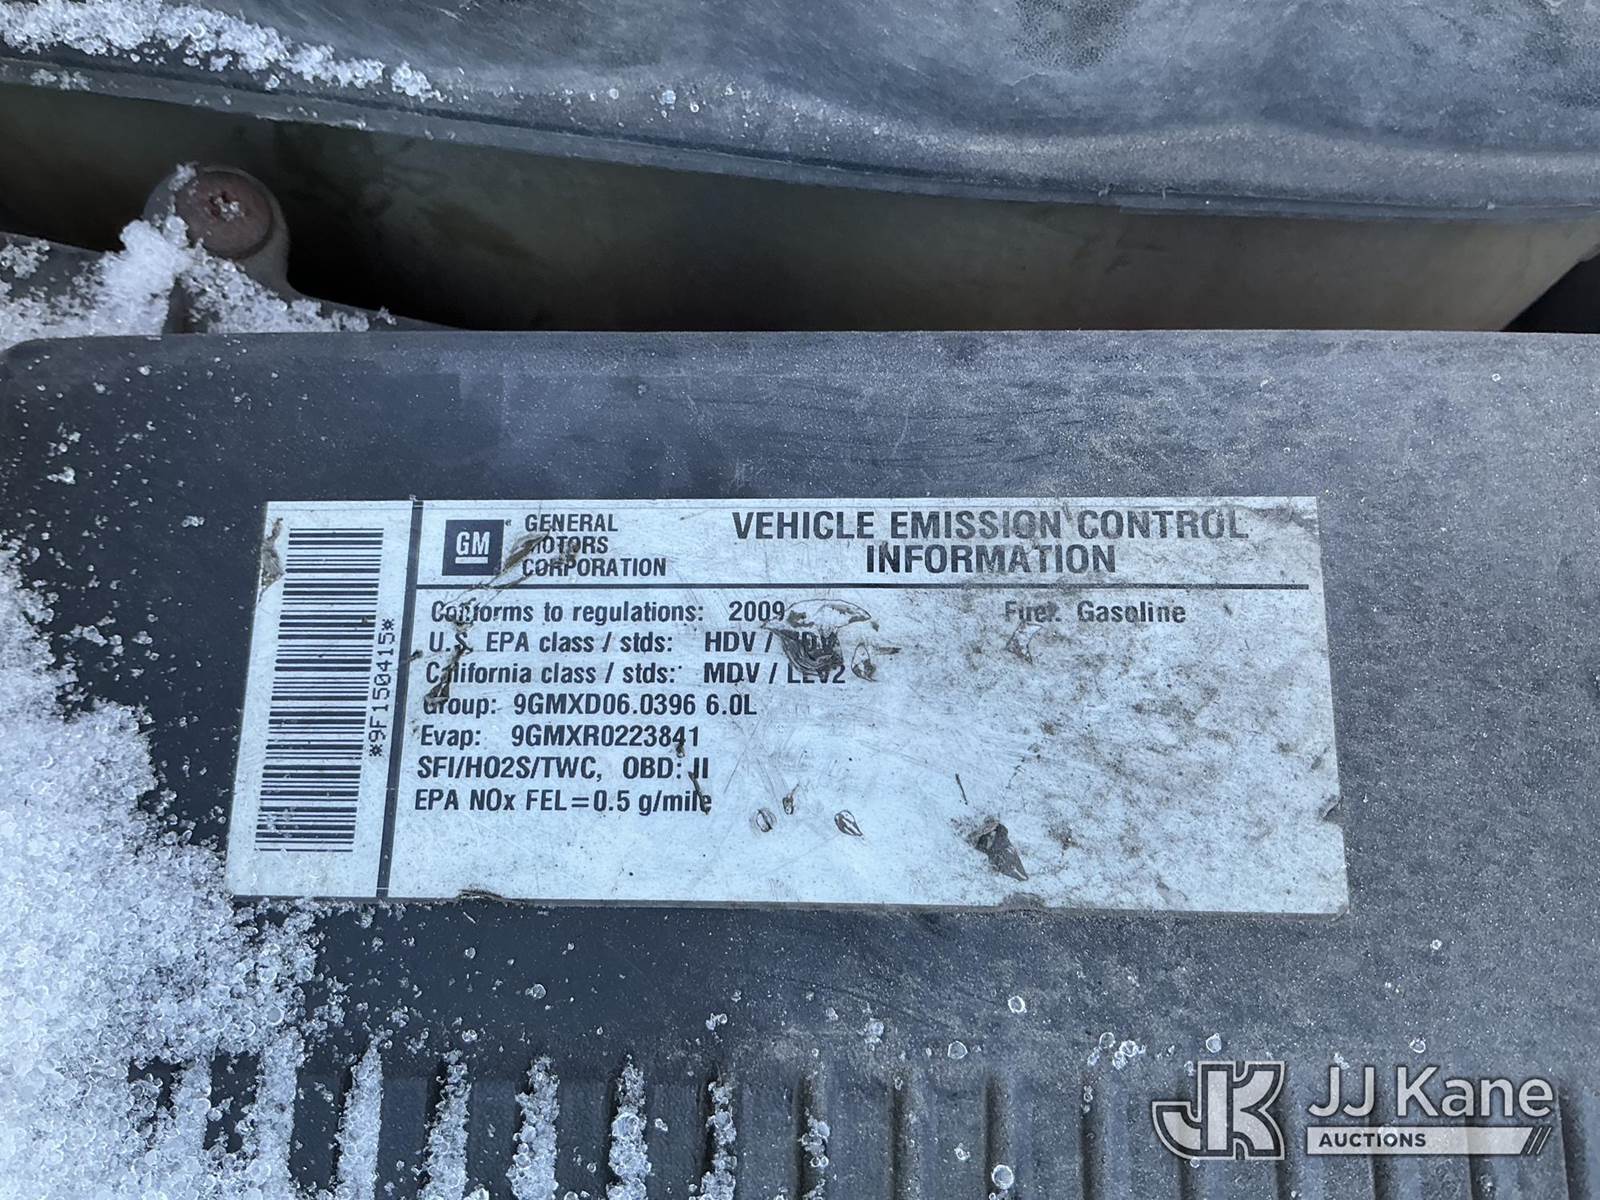 GM
GENERAL
MOTORS
CORPORATION
VEHICLE EMISSION CONTROL
INFORMATION
Conforms to regulations: 2009
Fuel: Gasoline
U.S. EPA class / stds: HDV /
California class / stds: MDV / LEV2
Group: 9GMXD06.0396 6.0L
Evap: 9GMXR0223841
SFI/HO2S/TWC, OBD: II
EPA NOx FEL=0.5 g/mile
*9F150415*
JK JJ Kane
AUCTIONS